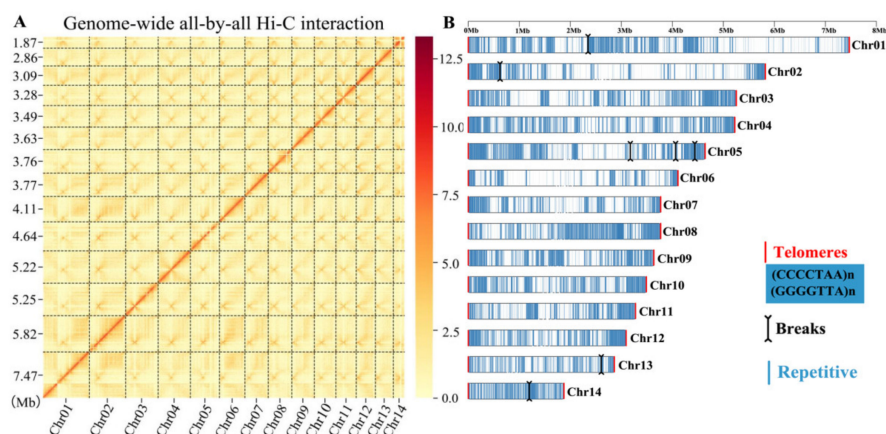 A
Genome-wide all-by-all Hi-C interaction
1.87
2.86
3.09
3.28
3.49
3.63
3.76
3.77
4.11
4.64
5.22
5.25
5.82
7.47
(Mb)
Chr01
Chr02
Chr03
Chr04
Chr05
Chr06
Chr07
Chr08
Chr09
Chr10
Chr11
Chr12
Chr13
Chr14
12.5
10.0
7.5
5.0
2.5
0.0
B
0Mb 1Mb 2Mb 3Mb 4Mb 5Mb 6Mb 7Mb 8Mb
Chr01
Chr02
Chr03
Chr04
Chr05
Chr06
Chr07
Chr08
Chr09
Chr10
Chr11
Chr12
Chr13
Chr14
Telomeres
(CCCCTAA)n
(GGGGTTA)n
Breaks
Repetitive